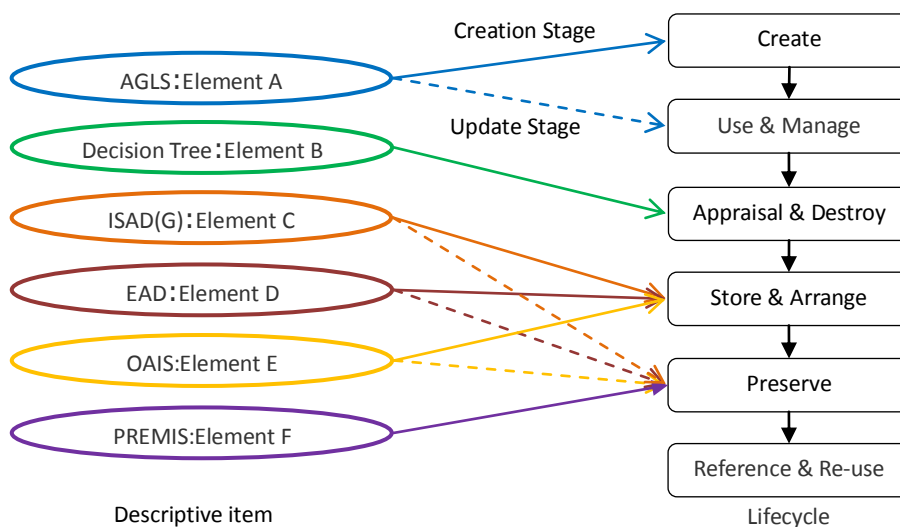 Creation Stage
Create
AGLS:Element A
Update Stage
Use & Manage
Decision Tree:Element B
ISAD(G):Element C
Appraisal & Destroy
EAD:Element D
Store & Arrange
OAIS:Element E
Preserve
PREMIS:Element F
Reference & Re-use
Descriptive item
Lifecycle